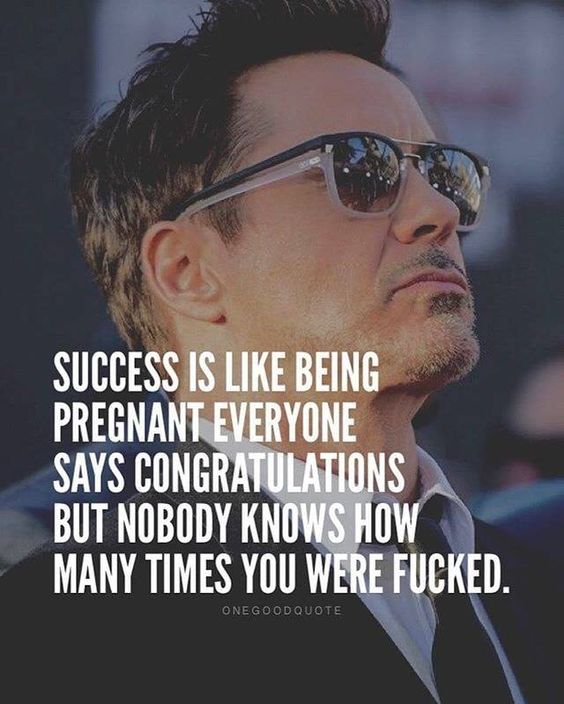 SUCCESS IS LIKE BEING
PREGNANT EVERYONE
SAYS CONGRATULATIONS
BUT NOBODY KNOWS HOW
MANY TIMES YOU WERE FUCKED.
ONEGOODQUOTE